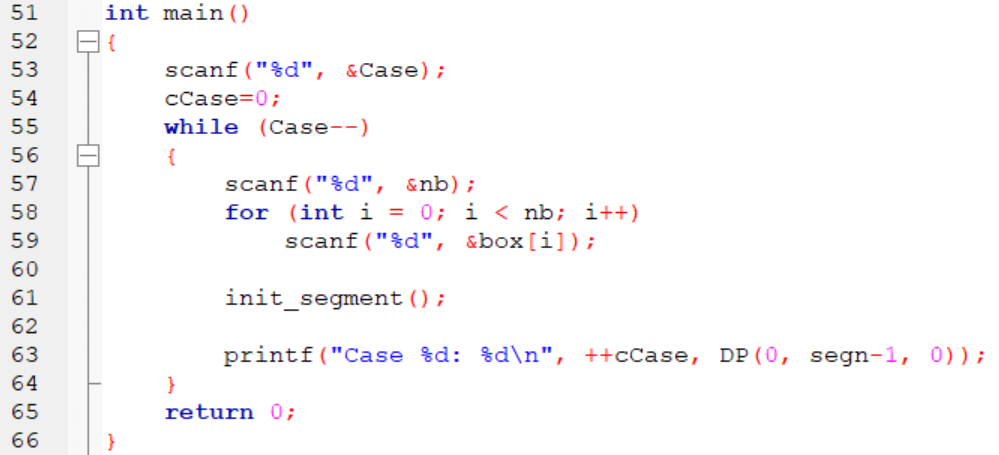 51 int main()
52 {
53 scanf("%d", &Case);
54 cCase=0;
55 while (Case--)
56 {
57 scanf("%d", &nb);
58 for (int i = 0; i < nb; i++)
59 scanf("%d", &box[i]);
60
61 init_segment();
62
63 printf("Case %d: %d\n", ++cCase, DP(0, segn-1, 0));
64 }
65 return 0;
66 }